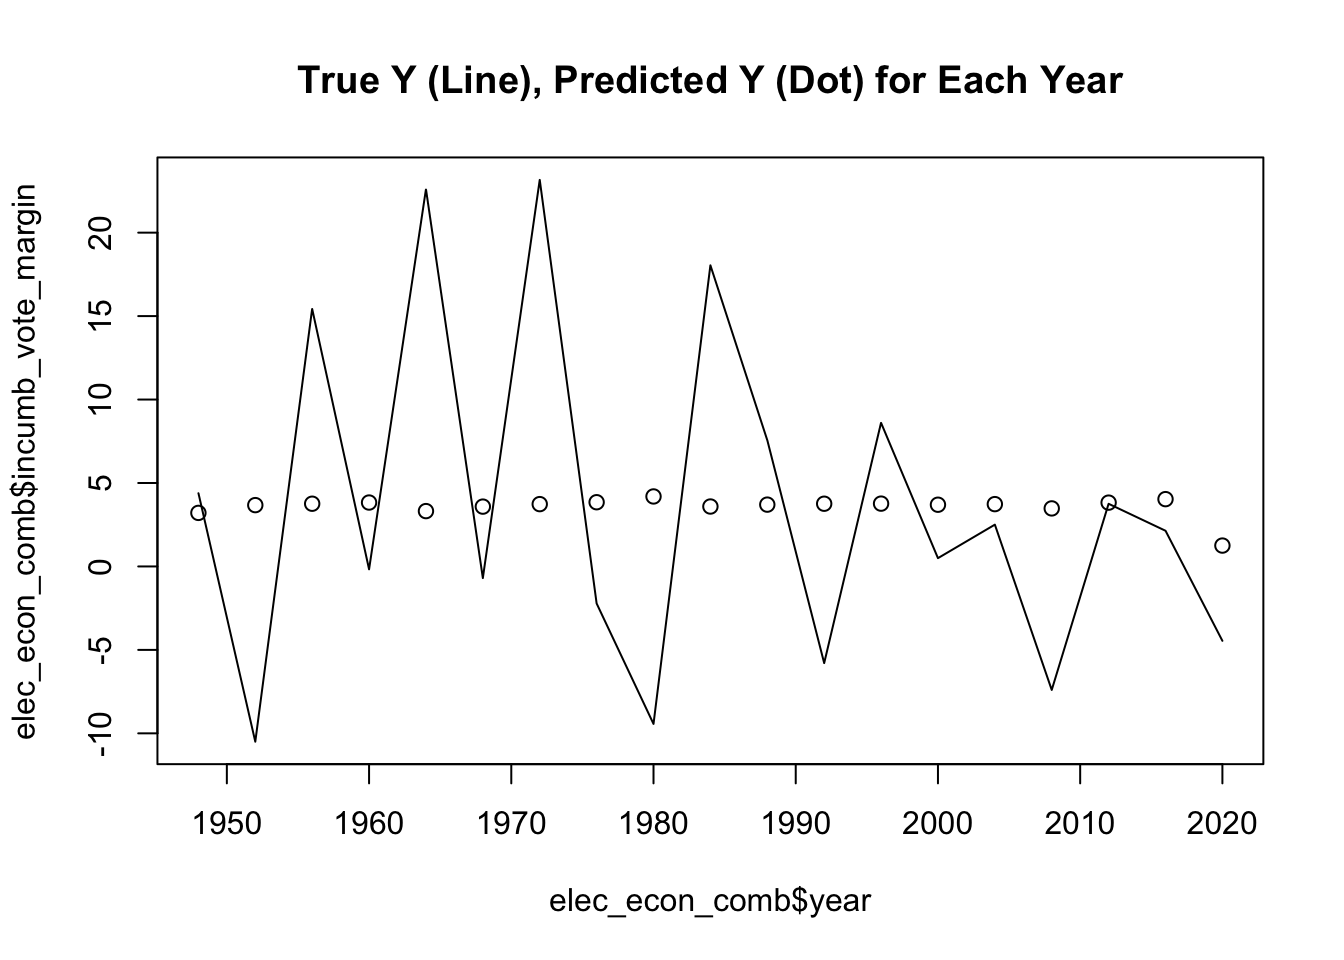 True Y (Line), Predicted Y (Dot) for Each Year
elec_econ_comb$incumb_vote_margin
20
15
10
5
0
-5
-10
1950 1960 1970 1980 1990 2000 2010 2020
elec_econ_comb$year